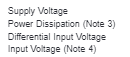 Supply Voltage
Power Dissipation (Note 3)
Differential Input Voltage
Input Voltage (Note 4)